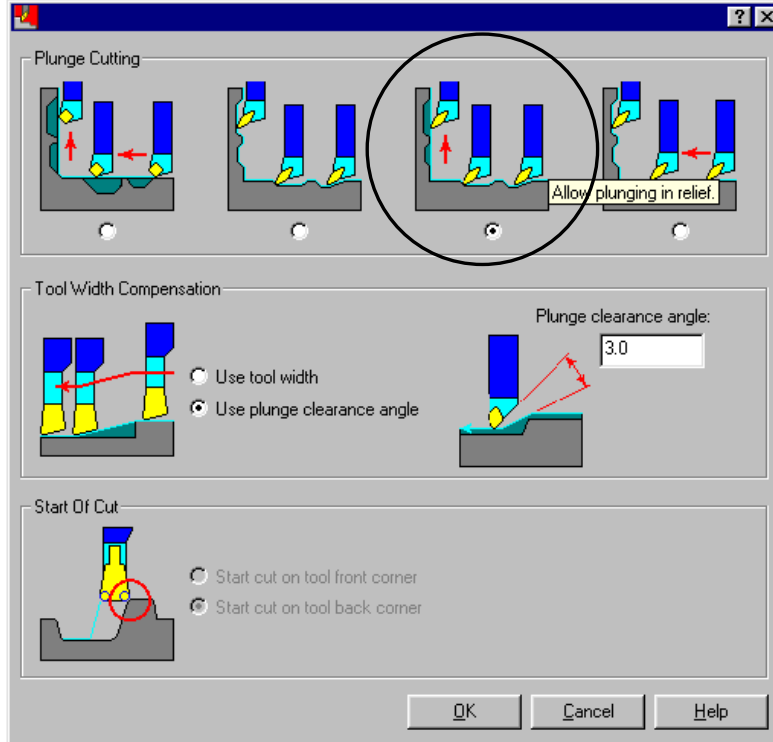 Plunge Cutting
Allow plunging in relief.
Tool Width Compensation
Use tool width
Use plunge clearance angle
Plunge clearance angle:
3.0
Start Of Cut
Start cut on tool front corner
Start cut on tool back corner
OK Cancel Help